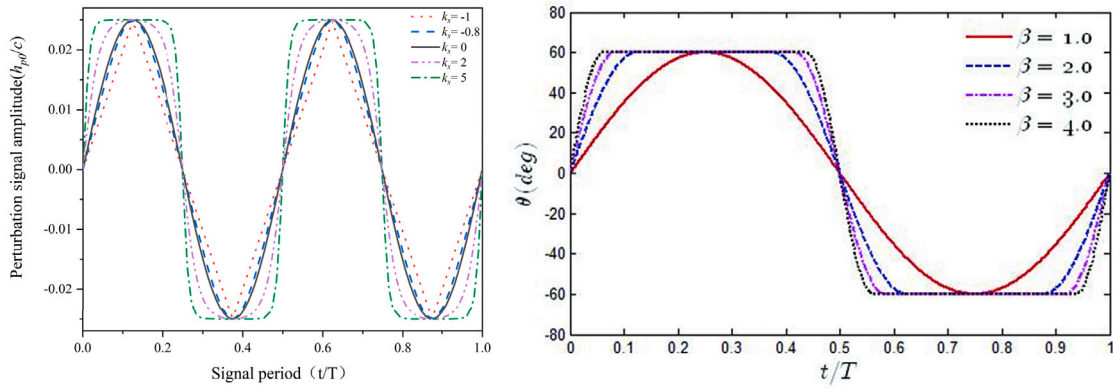 Perturbation signal amplitude(hp0/c)
0.02
0.01
0.00
-0.01
-0.02
0.0 0.2 0.4 0.6 0.8 1.0
Signal period（t/T）
ks= -1
ks= -0.8
ks= 0
ks= 2
ks= 5
θ(deg)
80
60
40
20
0
-20
-40
-60
-80
0 0.1 0.2 0.3 0.4 0.5 0.6 0.7 0.8 0.9 1
t/T
β = 1.0
β = 2.0
β = 3.0
β = 4.0